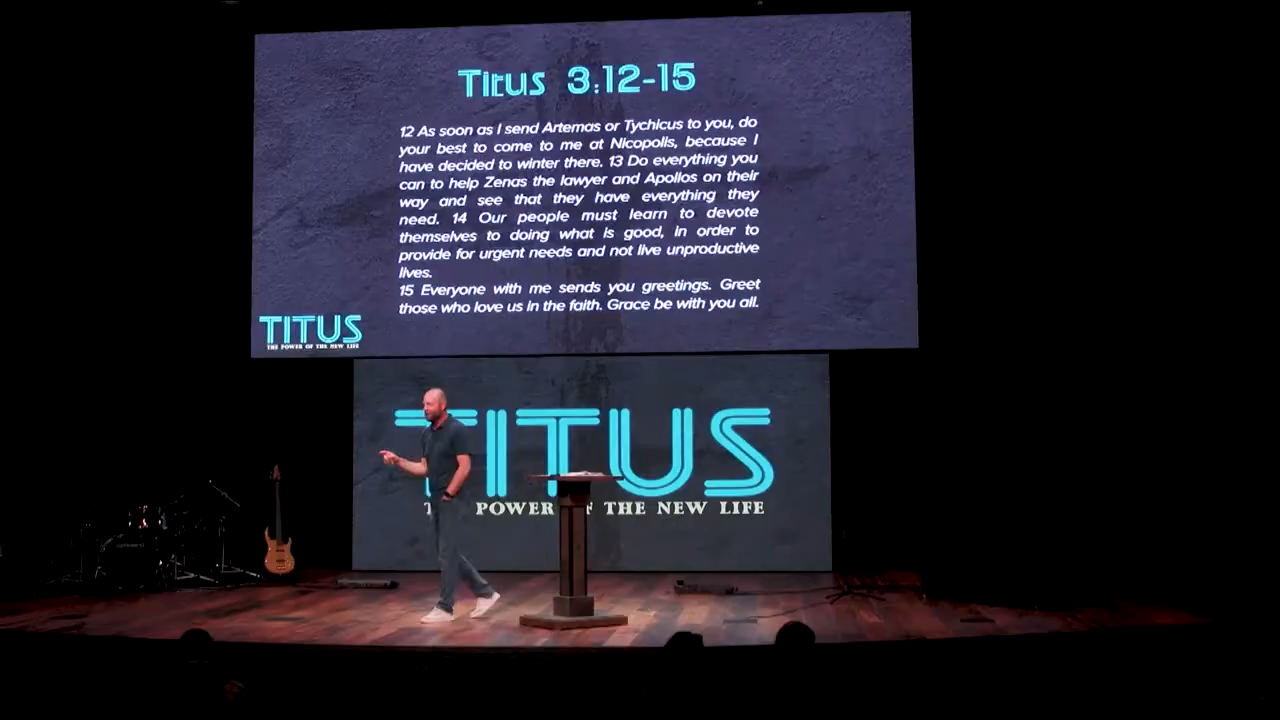 Titus 3:12-15
12 As soon as I send Artemas or Tychicus to you, do
your best to come to me at Nicopolis, because I
have decided to winter there. 13 Do everything you
can to help Zenas the lawyer and Apollos on their
way and see that they have everything they
need. 14 Our people must learn to devote
themselves to doing what is good, in order to
provide for urgent needs and not live unproductive
lives.
15 Everyone with me sends you greetings. Greet
those who love us in the faith. Grace be with you all.
TITUS
THE POWER OF THE NEW LIFE
TITUS
POWER THE NEW LIFE